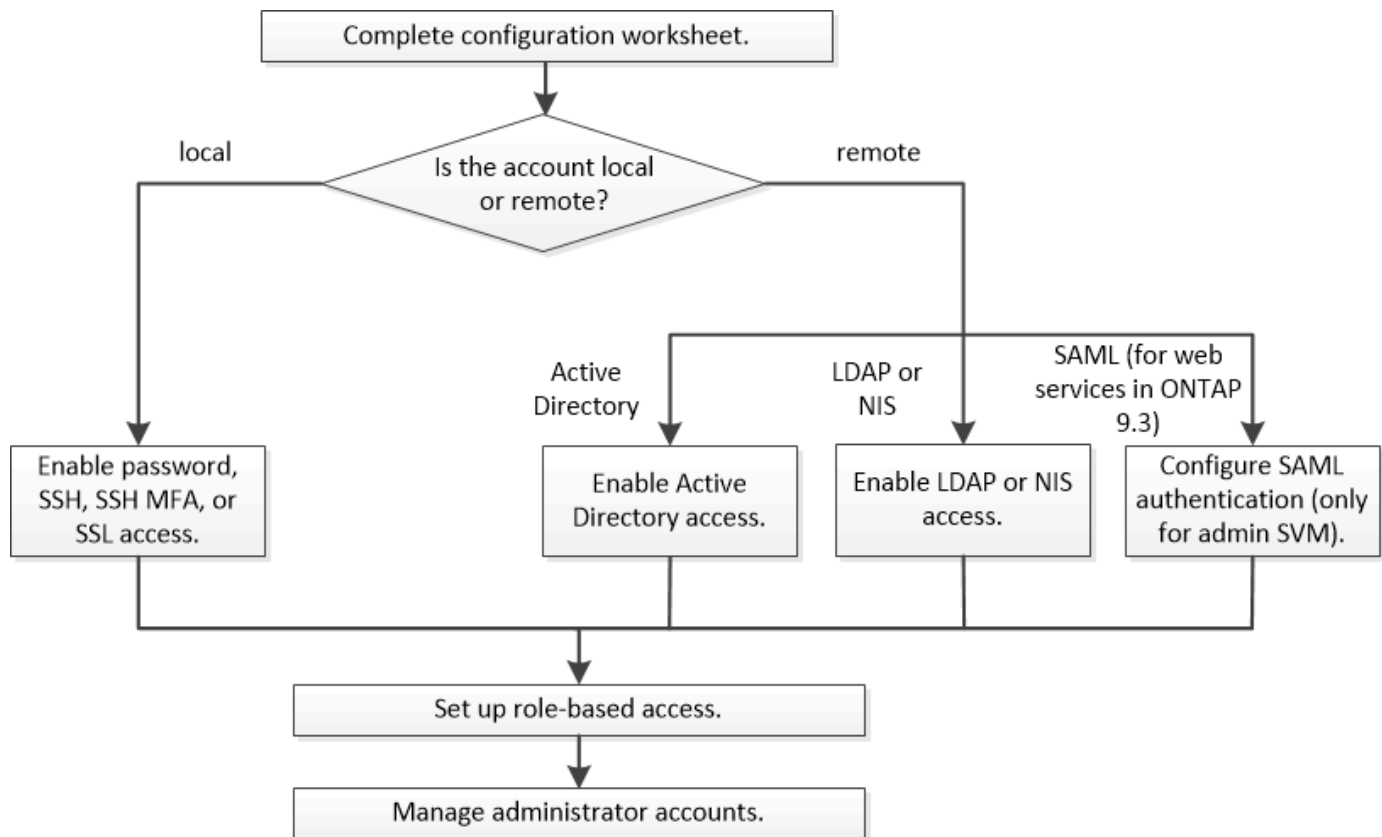 Complete configuration worksheet.
local
remote
Is the account local
or remote?
Active
Directory
LDAP or
NIS
SAML (for web
services in ONTAP
9.3)
Enable password,
SSH, SSH MFA, or
SSL access.
Enable Active
Directory access.
Enable LDAP or NIS
access.
Configure SAML
authentication (only
for admin SVM).
Set up role-based access.
Manage administrator accounts.